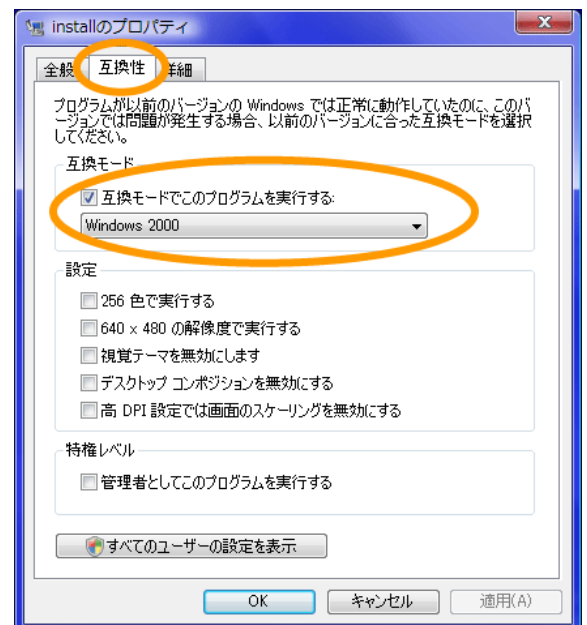 installのプロパティ
全般 互換性 詳細
プログラムが以前のバージョンの Windows では正常に動作していたのに、このバ
ージョンでは問題が発生する場合、以前のバージョンに合った互換モードを選択
してください。
互換モード
互換モードでこのプログラムを実行する:
Windows 2000
設定
256 色で実行する
640 x 480 の解像度で実行する
視覚テーマを無効にします
デスクトップ コンポジションを無効にする
高 DPI 設定では画面のスケーリングを無効にする
特権レベル
管理者としてこのプログラムを実行する
すべてのユーザーの設定を表示
OK キャンセル 適用(A)